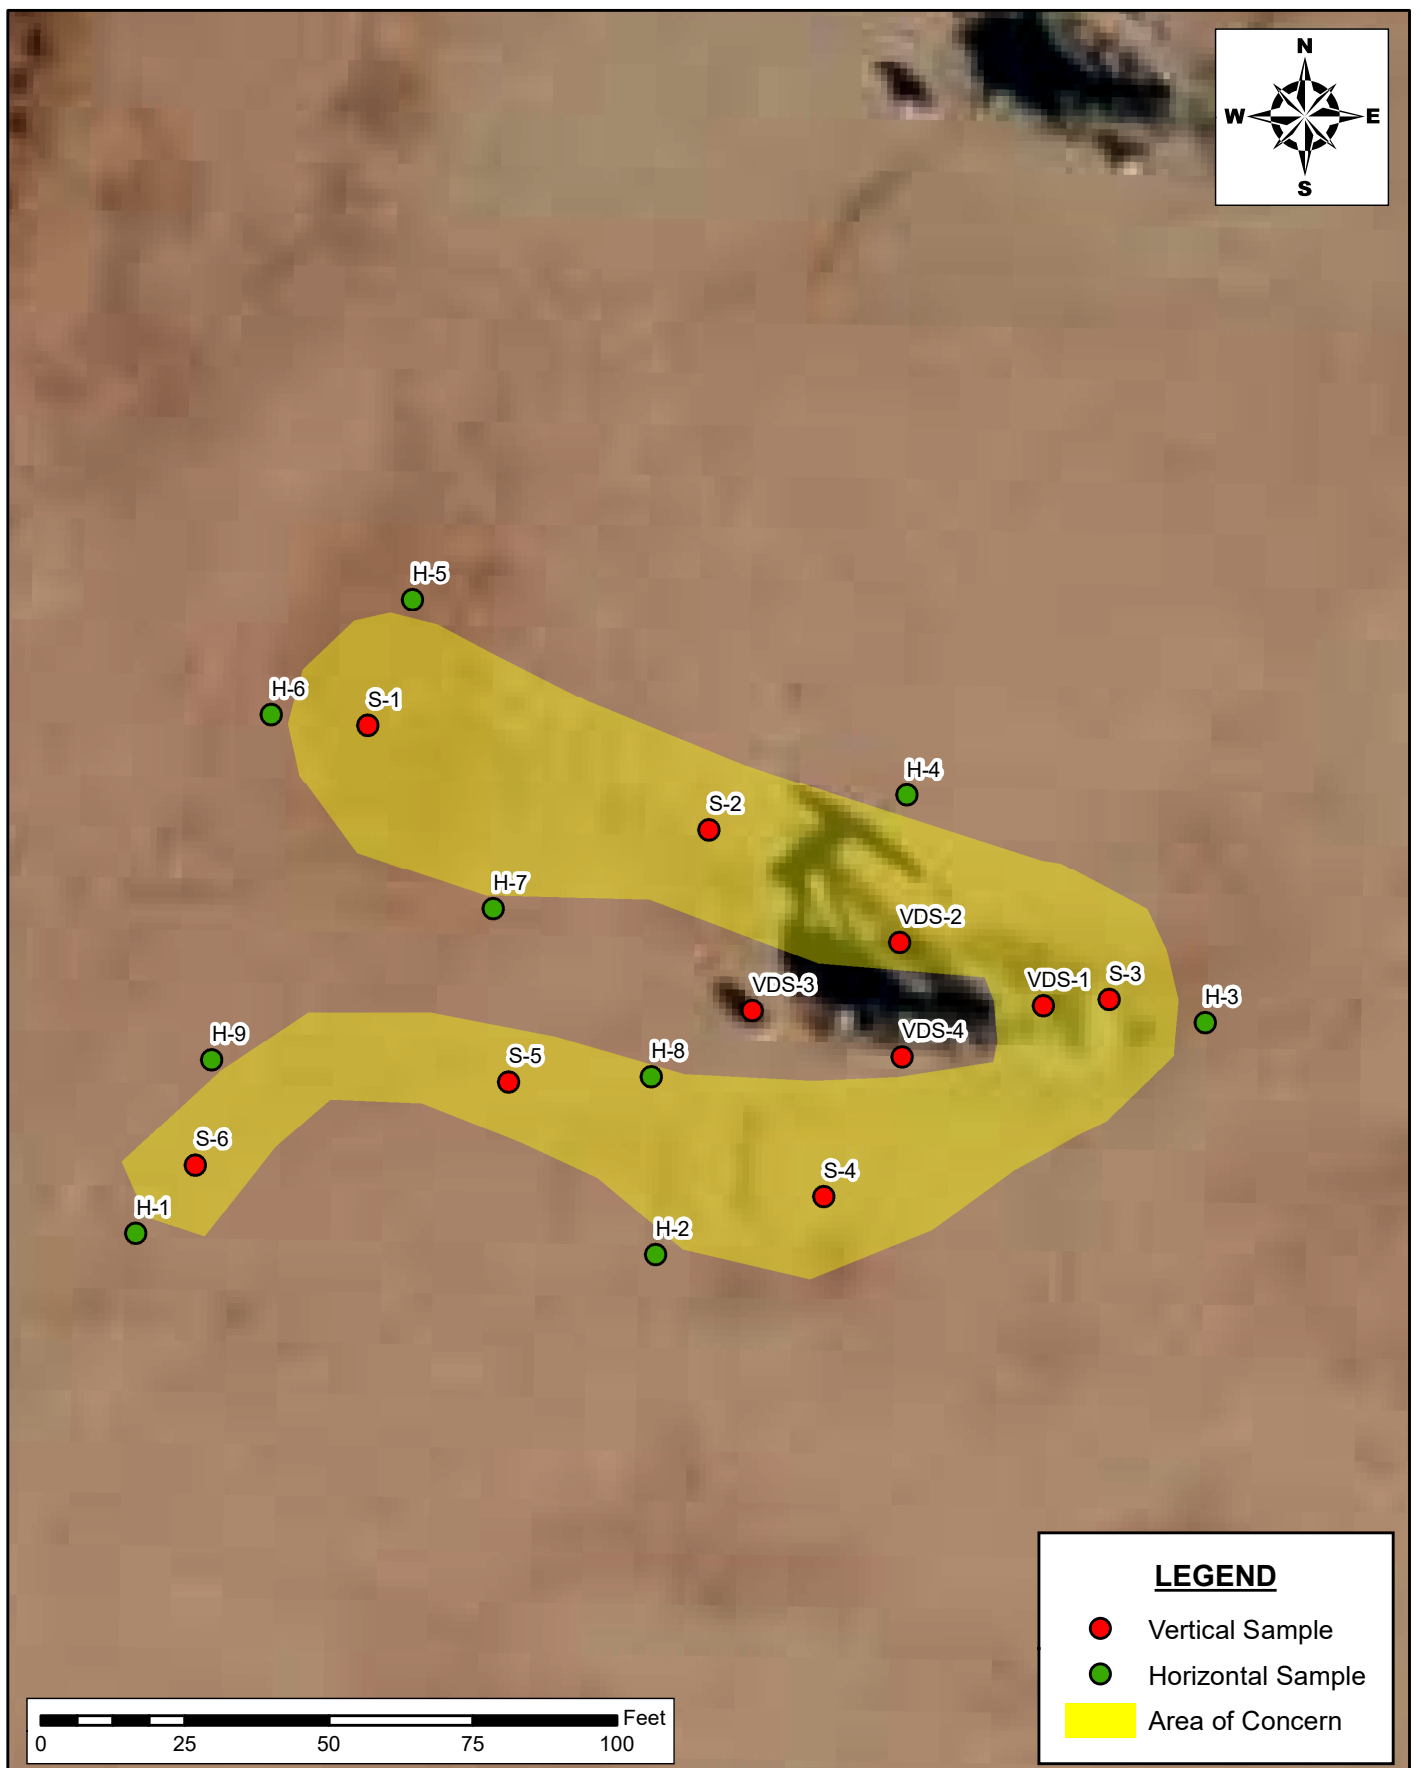 N
W E
S
H-5
H-6
S-1
H-4
S-2
H-7
VDS-2
VDS-3
VDS-1
S-3
H-3
H-9
S-5
H-8
VDS-4
S-6
S-4
H-1
H-2
LEGEND
Vertical Sample
Horizontal Sample
Area of Concern
Feet
0 25 50 75 100